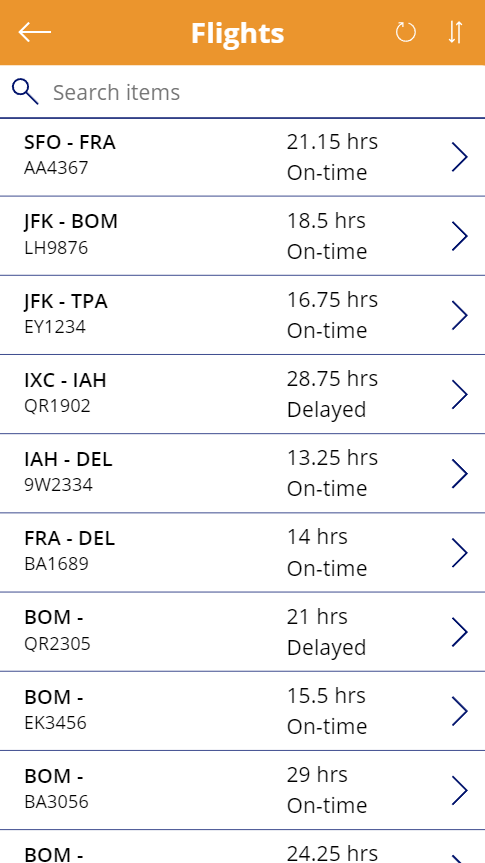 Flights
Search items
SFO - FRA
21.15 hrs
AA4367
On-time
JFK - BOM
18.5 hrs
LH9876
On-time
JFK - TPA
16.75 hrs
EY1234
On-time
IXC - IAH
28.75 hrs
QR1902
Delayed
IAH - DEL
13.25 hrs
9W2334
On-time
FRA - DEL
14 hrs
BA1689
On-time
BOM -
21 hrs
QR2305
Delayed
BOM -
15.5 hrs
EK3456
On-time
BOM -
29 hrs
BA3056
On-time
BOM -
24.25 hrs